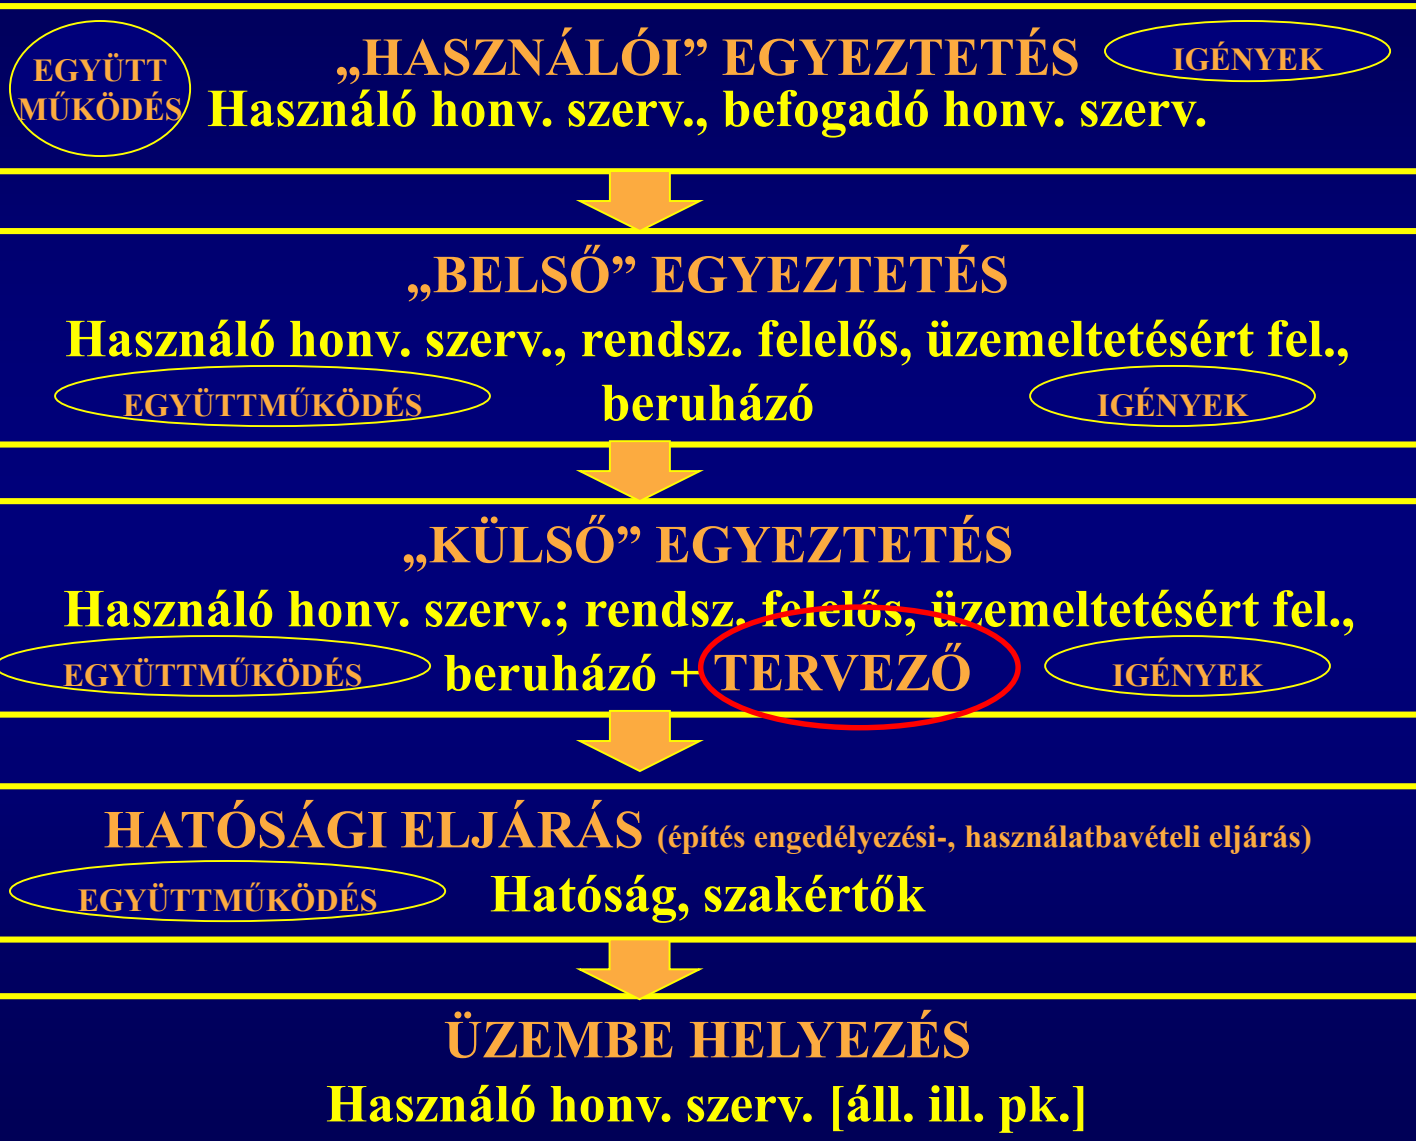 „HASZNÁLÓI” EGYEZTETÉS
IGÉNYEK
EGYÜTT
MŰKÖDÉS
Használó honv. szerv., befogadó honv. szerv.
„BELSŐ” EGYEZTETÉS
Használó honv. szerv., rendsz. felelős, üzemeltetésért fel.,
EGYÜTTMŰKÖDÉS
beruházó
IGÉNYEK
„KÜLSŐ” EGYEZTETÉS
Használó honv. szerv.; rendsz. felelős, üzemeltetésért fel.,
EGYÜTTMŰKÖDÉS
beruházó + TERVEZŐ
IGÉNYEK
HATÓSÁGI ELJÁRÁS (építés engedélyezési-, használatbavételi eljárás)
EGYÜTTMŰKÖDÉS
Hatóság, szakértők
ÜZEMBE HELYEZÉS
Használó honv. szerv. [áll. ill. pk.]